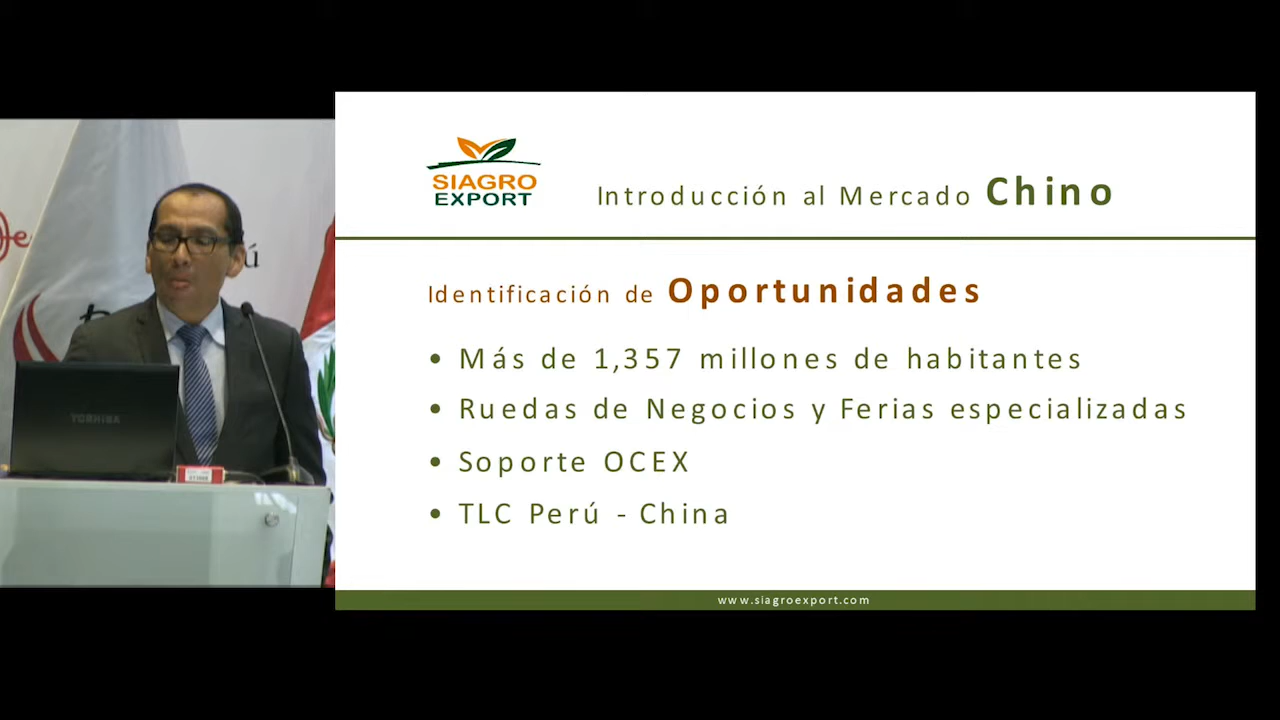 SIAGRO
EXPORT
Introducción al Mercado Chino
Identificación de Oportunidades
• Más de 1,357 millones de habitantes
• Ruedas de Negocios y Ferias especializadas
• Soporte OCEX
• TLC Perú - China
www.siagroexport.com
TOSHIBA